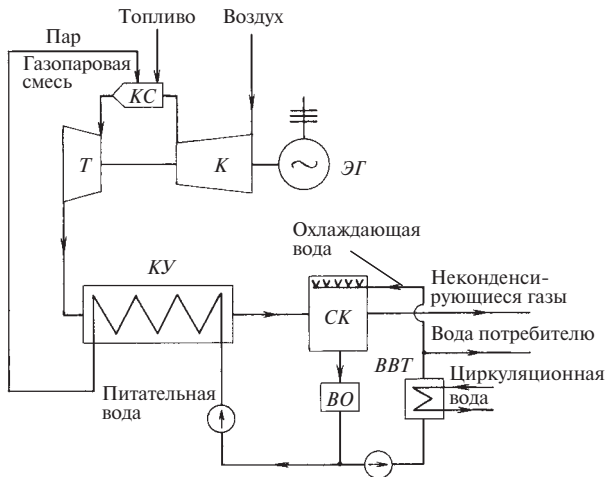 Топливо
Воздух
Пар
Газопаровая
смесь
КС
Т
К
ЭГ
Охлаждающая
вода
КУ
Неконденси-
рующиеся газы
СК
Вода потребителю
ВВТ
Циркуляционная
вода
Питательная
вода
ВО